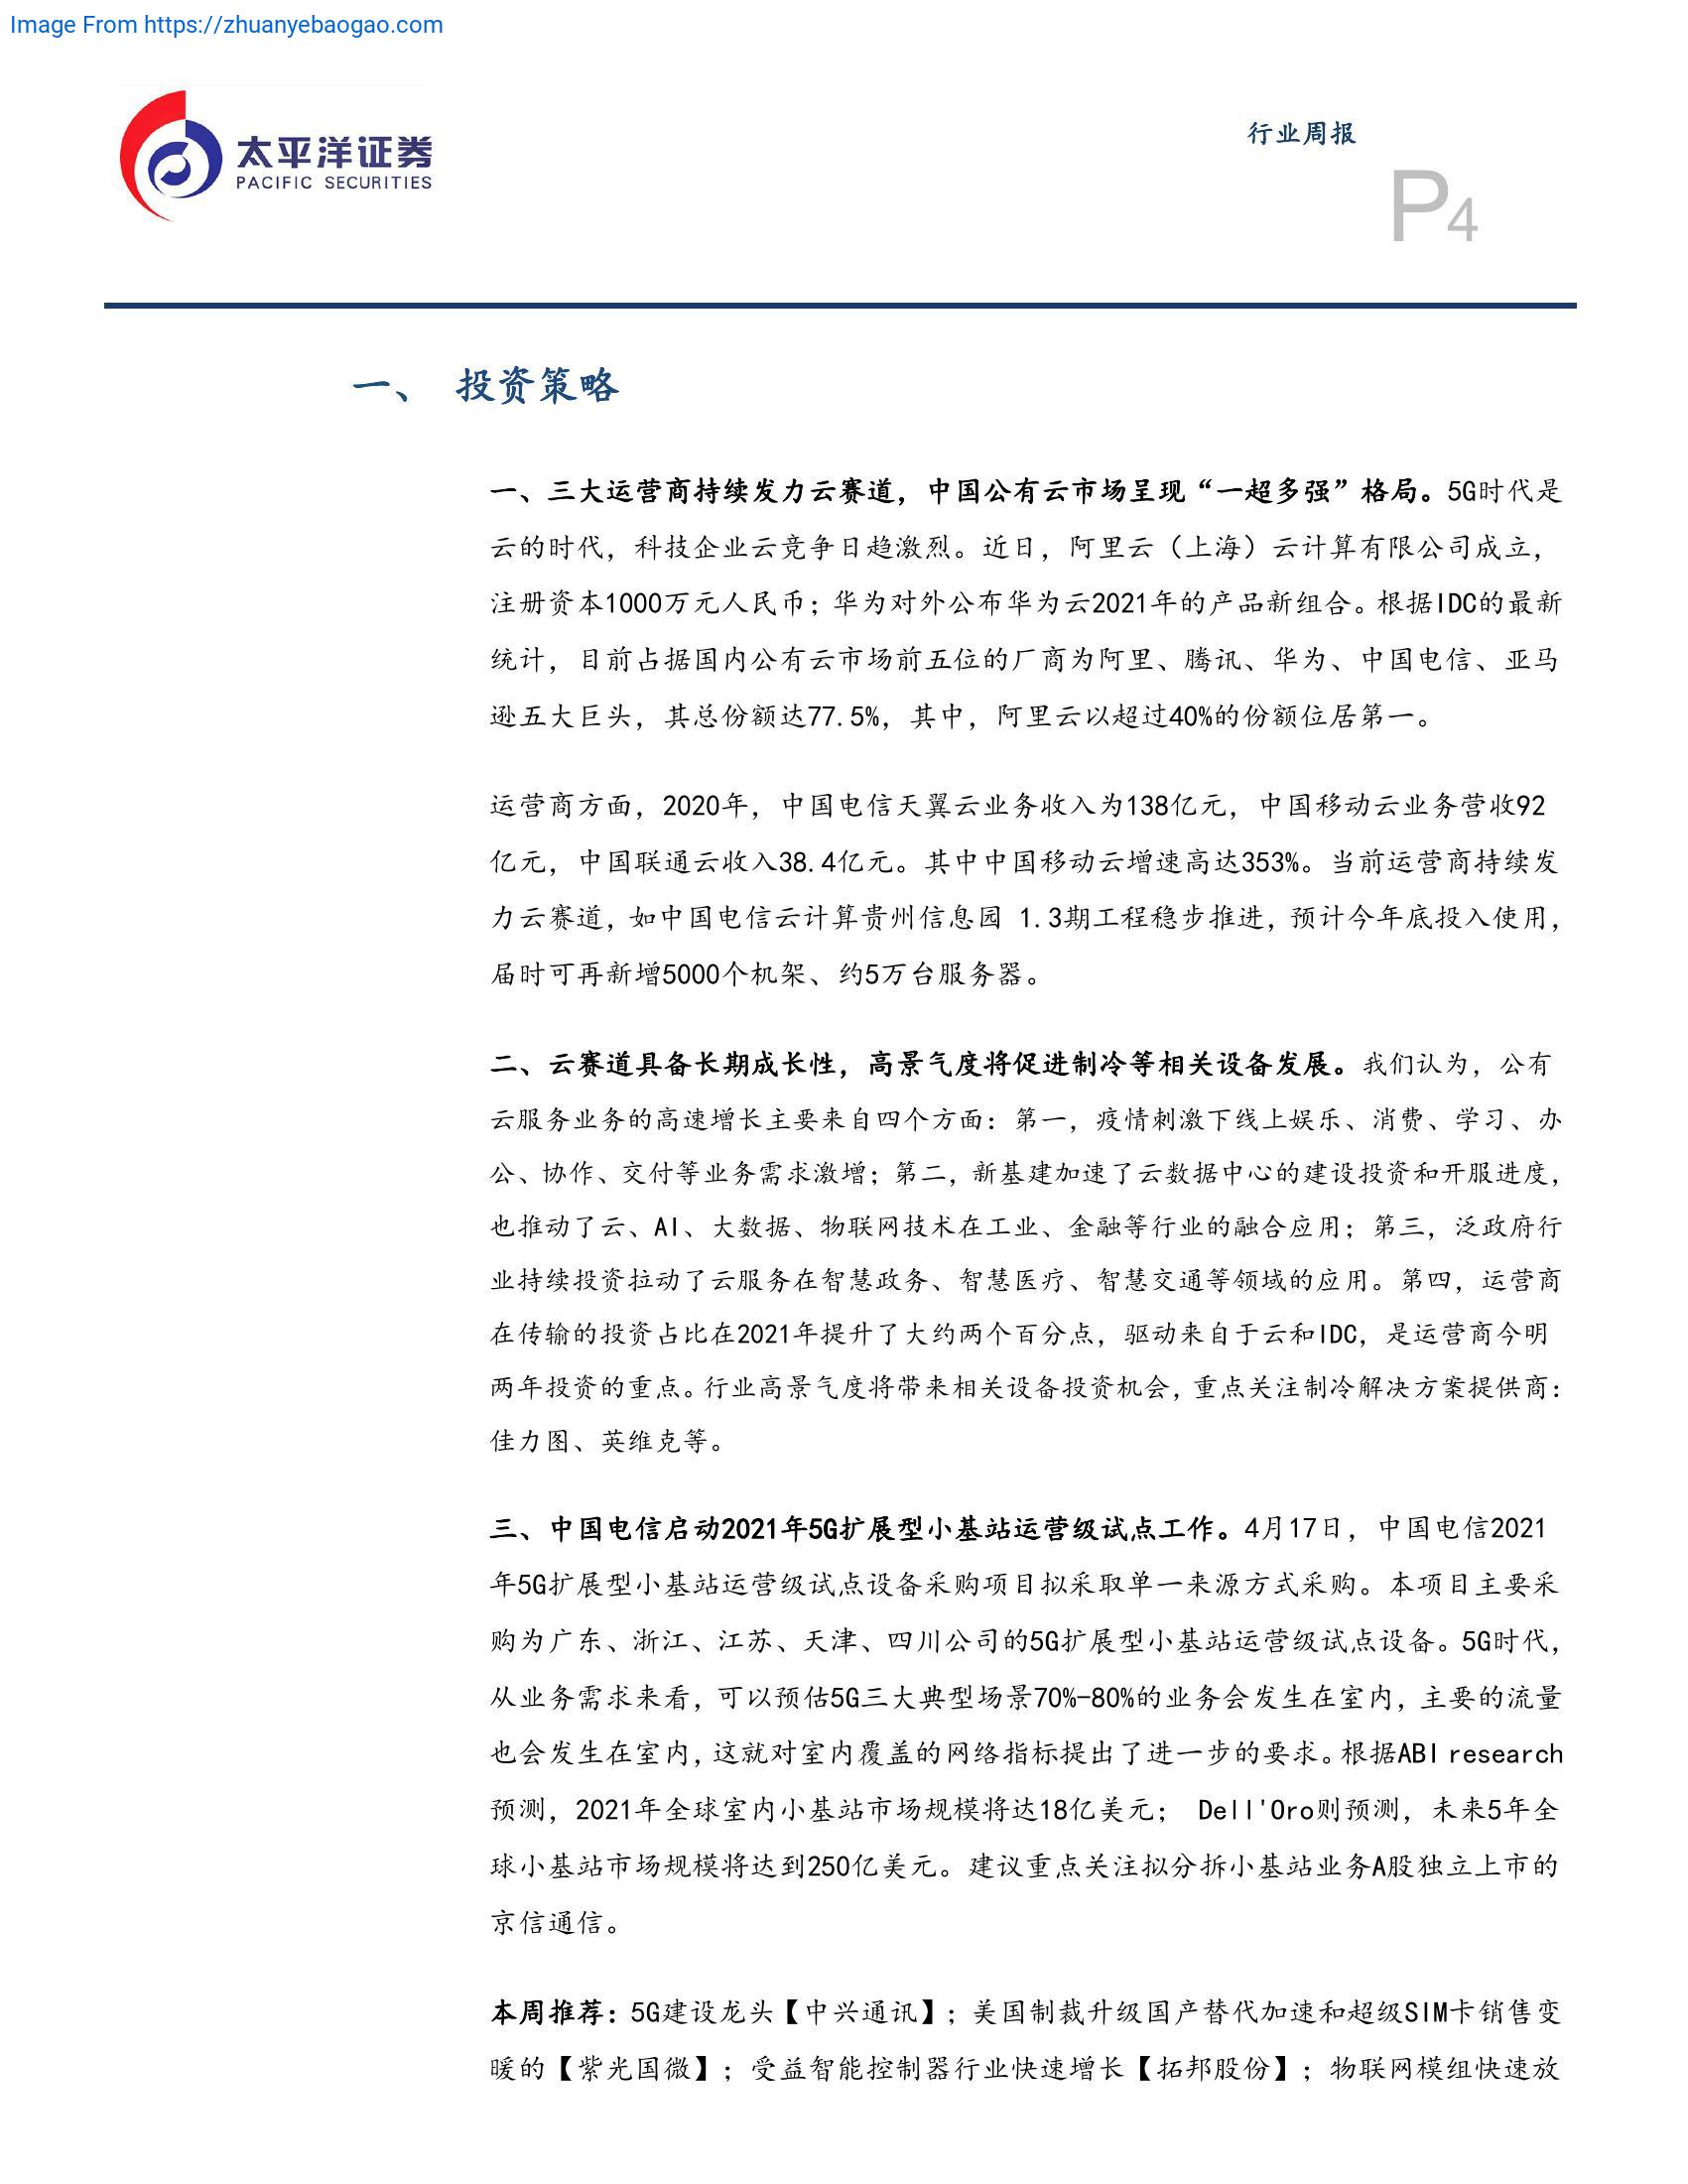 Image From https://zhuanyebaogao.com
太平洋证券
PACIFIC SECURITIES
行业周报
P4
一、 投资策略
一、三大运营商持续发力云赛道，中国公有云市场呈现“一超多强”格局。5G时代是
云的时代，科技企业云竞争日趋激烈。近日，阿里云（上海）云计算有限公司成立，
注册资本1000万元人民币；华为对外公布华为云2021年的产品新组合。根据IDC的最新
统计，目前占据国内公有云市场前五位的厂商为阿里、腾讯、华为、中国电信、亚马
逊五大巨头，其总份额达77.5%，其中，阿里云以超过40%的份额位居第一。
运营商方面，2020年，中国电信天翼云业务收入为138亿元，中国移动云业务营收92
亿元，中国联通云收入38.4亿元。其中中国移动云增速高达353%。当前运营商持续发
力云赛道，如中国电信云计算贵州信息园 1.3期工程稳步推进，预计今年底投入使用，
届时可再新增5000个机架、约5万台服务器。
二、云赛道具备长期成长性，高景气度将促进制冷等相关设备发展。我们认为，公有
云服务业务的高速增长主要来自四个方面：第一，疫情刺激下线上娱乐、消费、学习、办
公、协作、交付等业务需求激增；第二，新基建加速了云数据中心的建设投资和开服进度，
也推动了云、AI、大数据、物联网技术在工业、金融等行业的融合应用；第三，泛政府行
业持续投资拉动了云服务在智慧政务、智慧医疗、智慧交通等领域的应用。第四，运营商
在传输的投资占比在2021年提升了大约两个百分点，驱动来自于云和IDC，是运营商今明
两年投资的重点。行业高景气度将带来相关设备投资机会，重点关注制冷解决方案提供商：
佳力图、英维克等。
三、中国电信启动2021年5G扩展型小基站运营级试点工作。4月17日，中国电信2021
年5G扩展型小基站运营级试点设备采购项目拟采取单一来源方式采购。本项目主要采
购为广东、浙江、江苏、天津、四川公司的5G扩展型小基站运营级试点设备。5G时代，
从业务需求来看，可以预估5G三大典型场景70%-80%的业务会发生在室内，主要的流量
也会发生在室内，这就对室内覆盖的网络指标提出了进一步的要求。根据ABI research
预测，2021年全球室内小基站市场规模将达18亿美元； Dell'Oro则预测，未来5年全
球小基站市场规模将达到250亿美元。建议重点关注拟分拆小基站业务A股独立上市的
京信通信。
本周推荐：5G建设龙头【中兴通讯】；美国制裁升级国产替代加速和超级SIM卡销售变
暖的【紫光国微】；受益智能控制器行业快速增长【拓邦股份】；物联网模组快速放